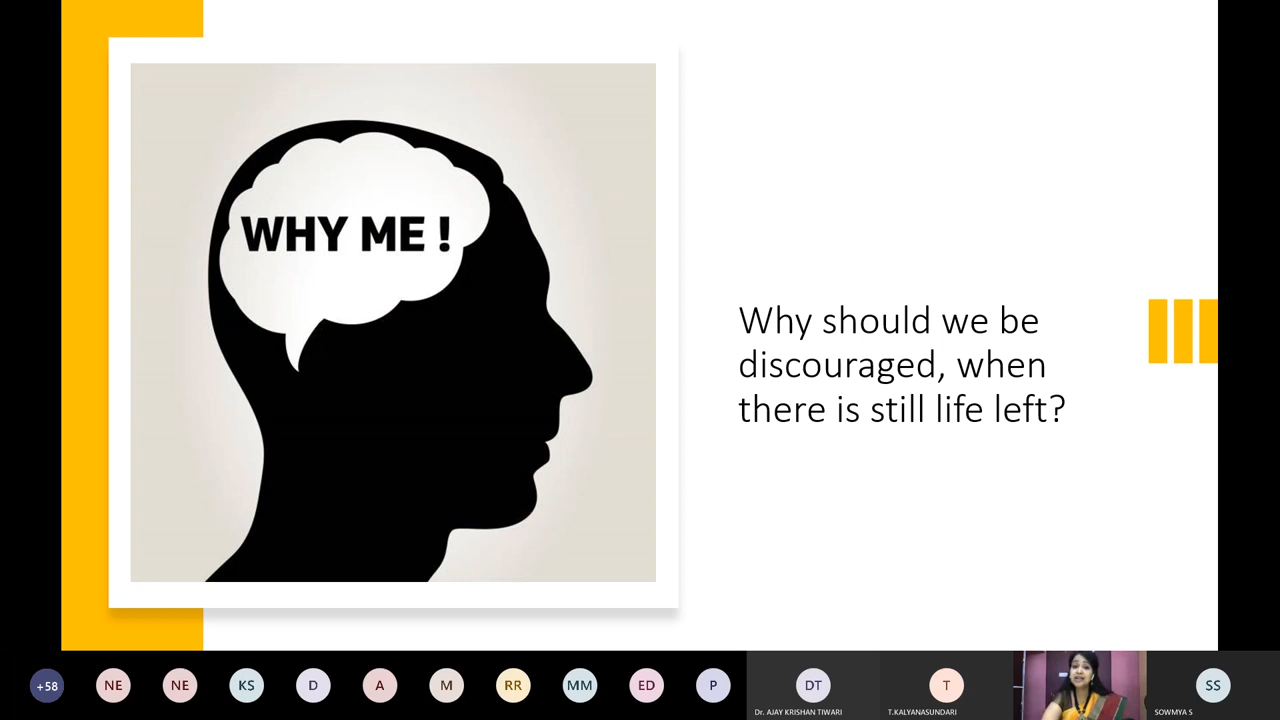 WHY ME !
Why should we be
discouraged, when
there is still life left?
+58
NE
NE
KS
D
A
M
RR
MM
ED
P
DT
T
SS
Dr. AJAY KRISHAN TIWARI
T.KALYANASUNDARI
SOWMYA S